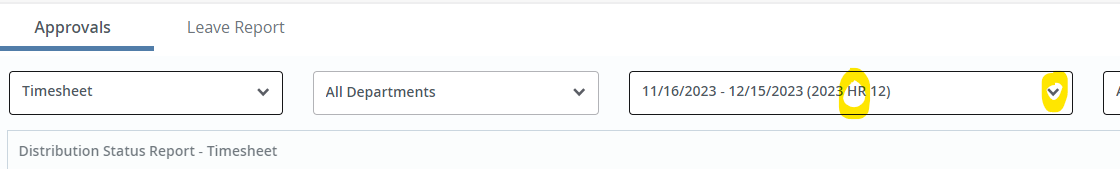 Approvals Leave Report
Timesheet All Departments 11/16/2023 - 12/15/2023 (2023 HR 12)
Distribution Status Report - Timesheet